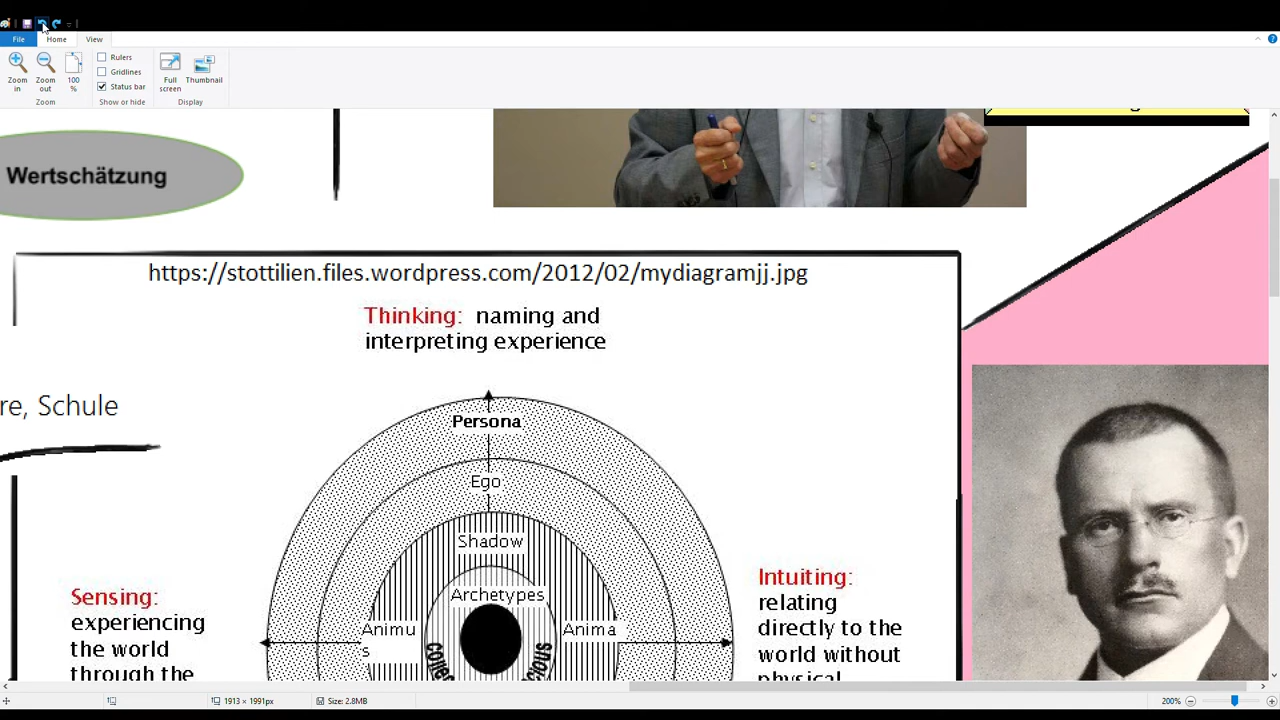 File
Home
View
Zoom in
Zoom out
100 %
Rulers
Gridlines
Status bar
Full screen
Thumbnail
Zoom
Show or hide
Display
Wertschätzung
https://stottilien.files.wordpress.com/2012/02/mydiagramjj.jpg
Thinking: naming and
interpreting experience
re, Schule
Persona
Ego
Shadow
Archetypes
Animu
s
Anima
Sensing:
experiencing
the world
through the
Intuiting:
relating
directly to the
world without
physical
1913 × 1991px
Size: 2.8MB
200%